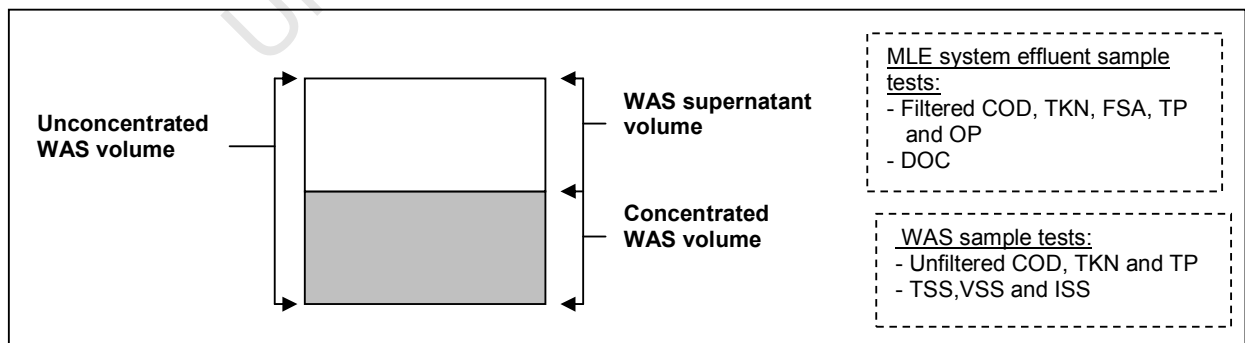 Unconcentrated
WAS volume
WAS supernatant
volume
Concentrated
WAS volume
MLE system effluent sample
tests:
- Filtered COD, TKN, FSA, TP
and OP
- DOC
WAS sample tests:
- Unfiltered COD, TKN and TP
- TSS,VSS and ISS